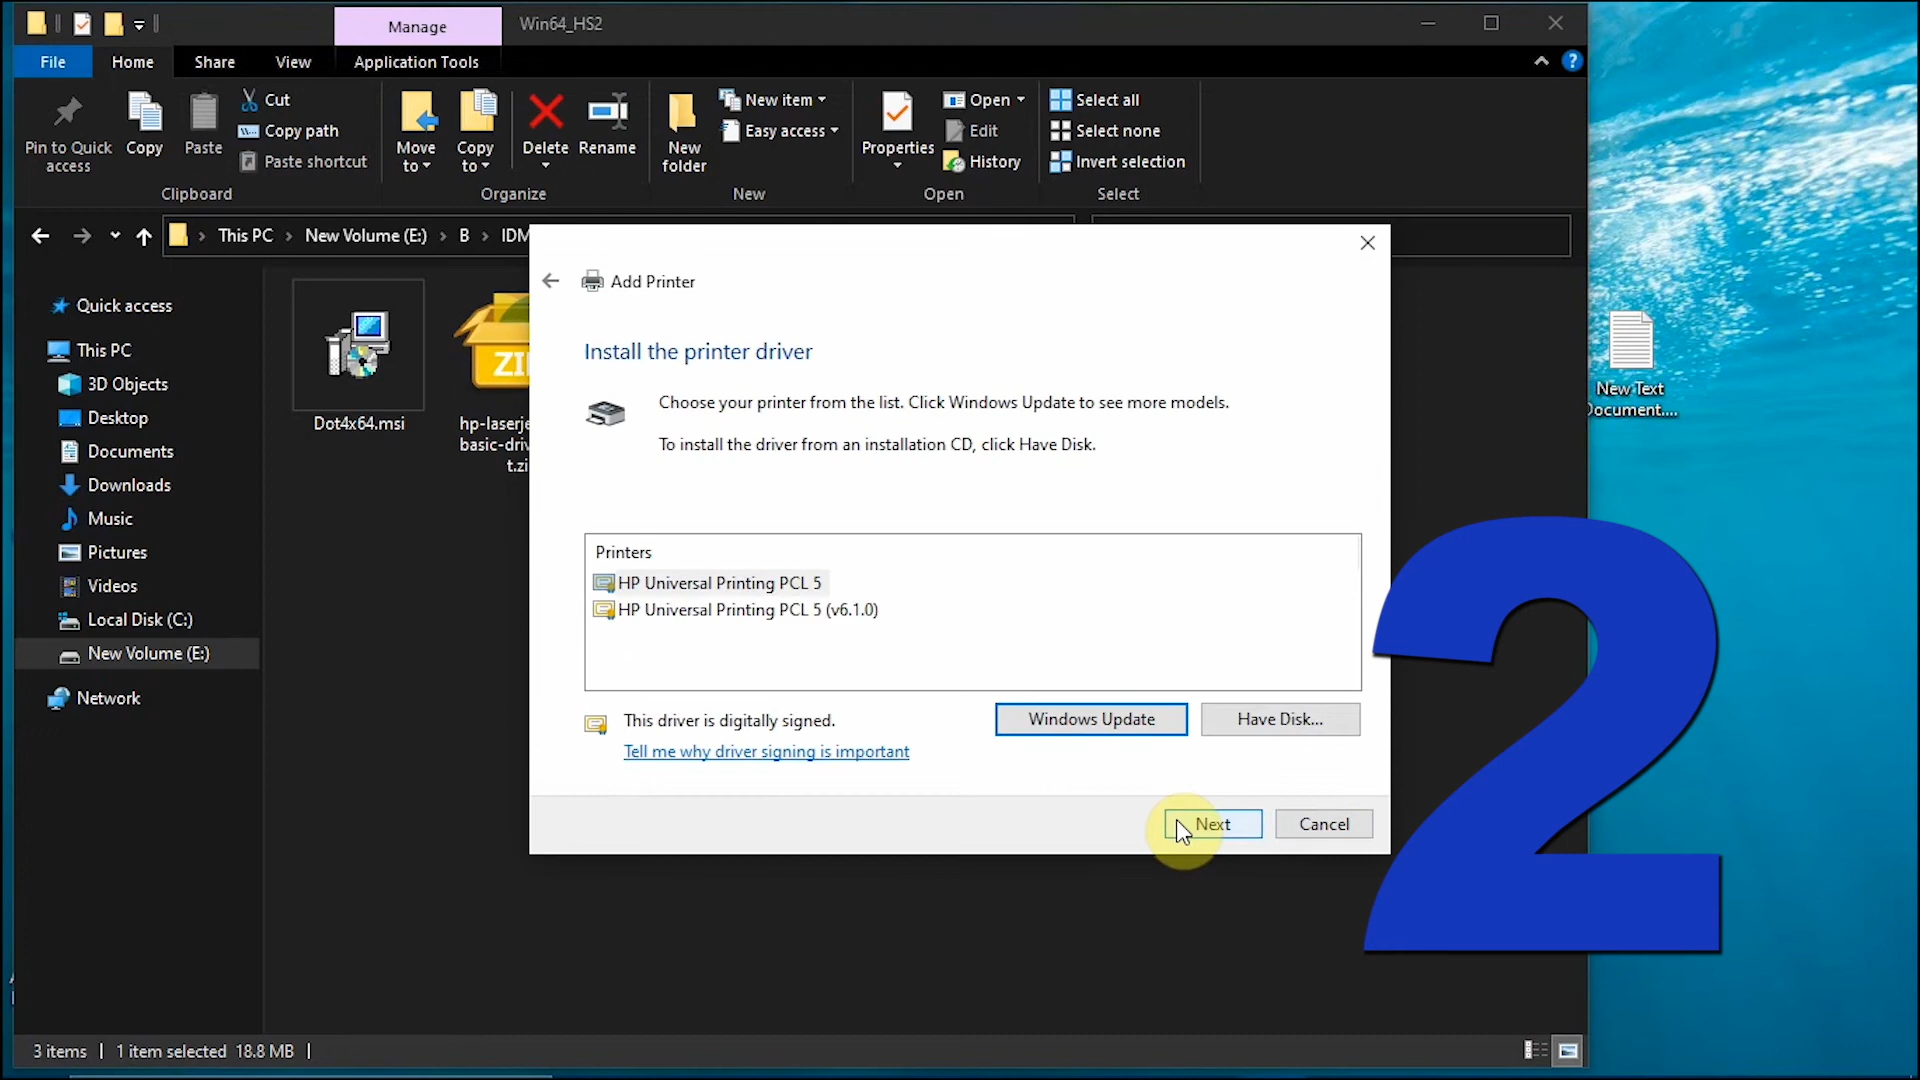 Manage
Win64_HS2
File
Home
Share
View
Application Tools
?
Pin to Quick access
Copy
Paste
Cut
Copy path
Paste shortcut
Clipboard
Move to
Copy to
Delete
Rename
Organize
New folder
New item
Easy access
New
Properties
Open
Edit
History
Open
Select all
Select none
Invert selection
Select
This PC
New Volume (E:)
B
IDM
Quick access
This PC
3D Objects
Desktop
Documents
Downloads
Music
Pictures
Videos
Local Disk (C:)
New Volume (E:)
Network
Dot4x64.msi
ZI
hp-laserje
basic-driv
t.zi
Add Printer
Install the printer driver
Choose your printer from the list. Click Windows Update to see more models.
To install the driver from an installation CD, click Have Disk.
Printers
HP Universal Printing PCL 5
HP Universal Printing PCL 5 (v6.1.0)
This driver is digitally signed.
Tell me why driver signing is important
Windows Update
Have Disk...
Next
Cancel
New Text
Document....
2
3 items
1 item selected 18.8 MB